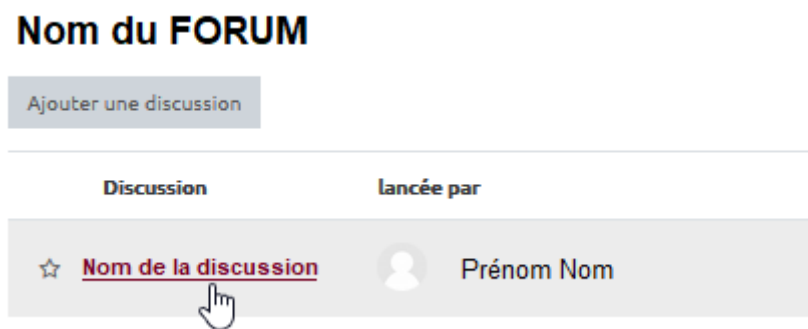 Nom du FORUM
Ajouter une discussion
Discussion lancée par
Nom de la discussion Prénom Nom